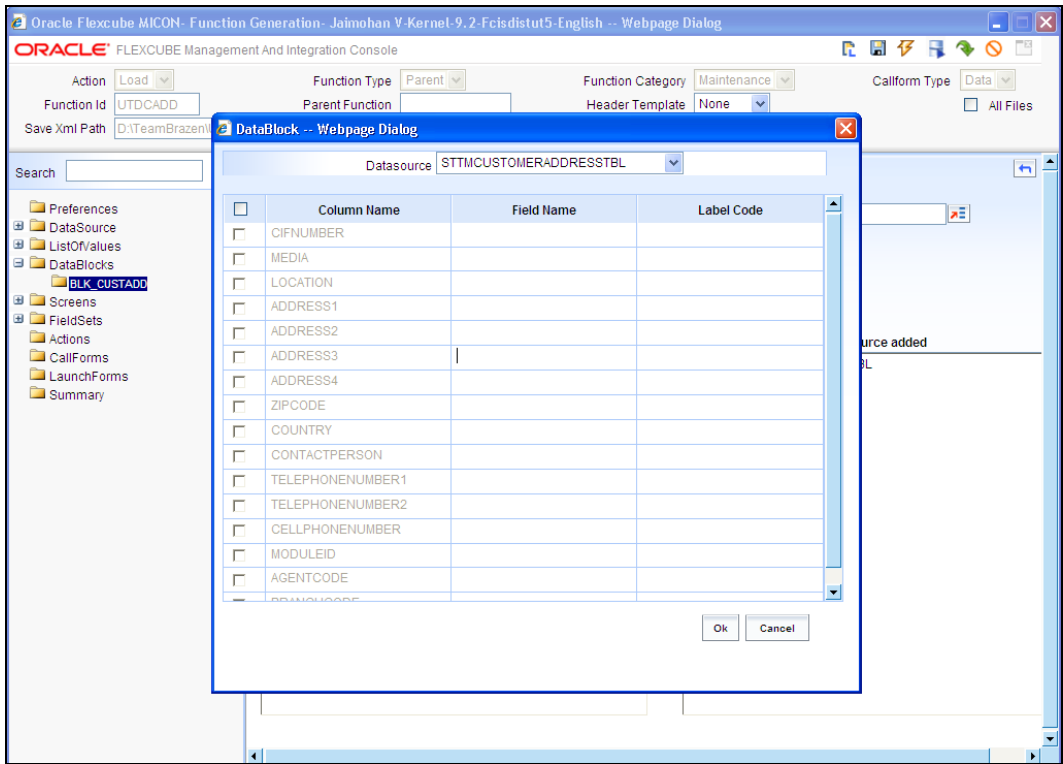 Oracle Flexcube MICON- Function Generation- Jaimohan V-Kernel-9.2-Fcisdistut5-English -- Webpage Dialog
ORACLE FLEXCUBE Management And Integration Console
Action Load Function Type Parent Function Category Maintenance Callform Type Data
Function Id UTDCADD Parent Function Header Template None All Files
Save Xml Path D:\TeamBrazen\
DataBlock -- Webpage Dialog
Search
Datasource STTMCUSTOMERADDRESSTBL
Preferences
DataSource
ListOfValues
DataBlocks
BLK_CUSTADD
Screens
FieldSets
Actions
CallForms
LaunchForms
Summary
Column Name Field Name Label Code
CIFNUMBER
MEDIA
LOCATION
ADDRESS1
ADDRESS2
ADDRESS3
ADDRESS4
ZIPCODE
COUNTRY
CONTACTPERSON
TELEPHONENUMBER1
TELEPHONENUMBER2
CELLPHONENUMBER
MODULEID
AGENTCODE
BRANCHCODE
urce added
BL
Ok Cancel